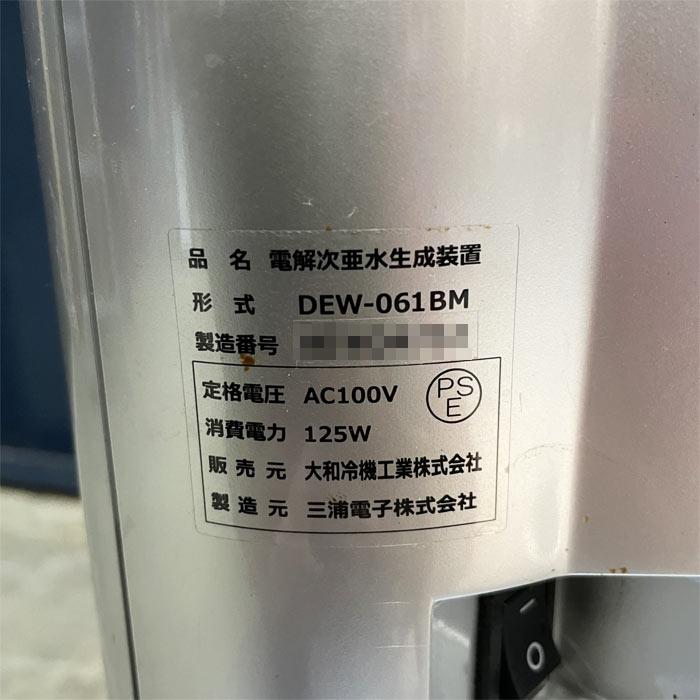 品名 電解次亜水生成装置
形式 DEW-061BM
製造番号
定格電圧 AC100V
PS
E
消費電力 125W
販売元 大和冷機工業株式会社
製造元 三浦電子株式会社